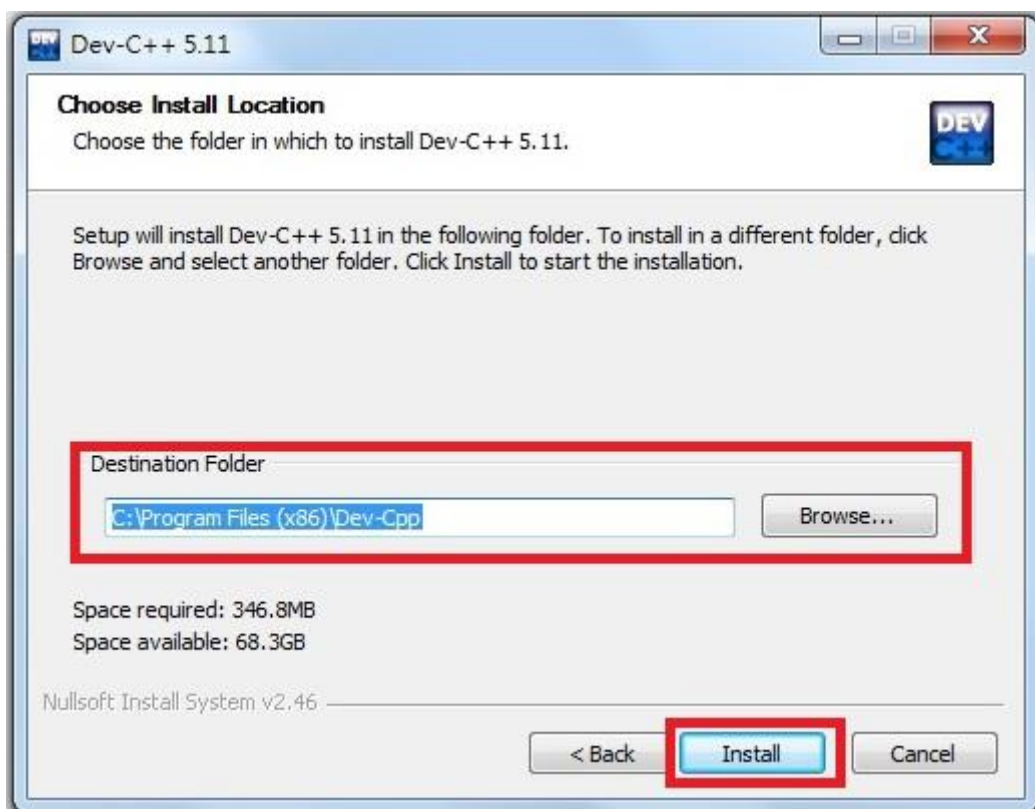 Dev-C++ 5.11
Choose Install Location
Choose the folder in which to install Dev-C++ 5.11.
DEV
C++
Setup will install Dev-C++ 5.11 in the following folder. To install in a different folder, click
Browse and select another folder. Click Install to start the installation.
Destination Folder
C:\Program Files (x86)\Dev-Cpp
Browse...
Space required: 346.8MB
Space available: 68.3GB
Nullsoft Install System v2.46
< Back
Install
Cancel